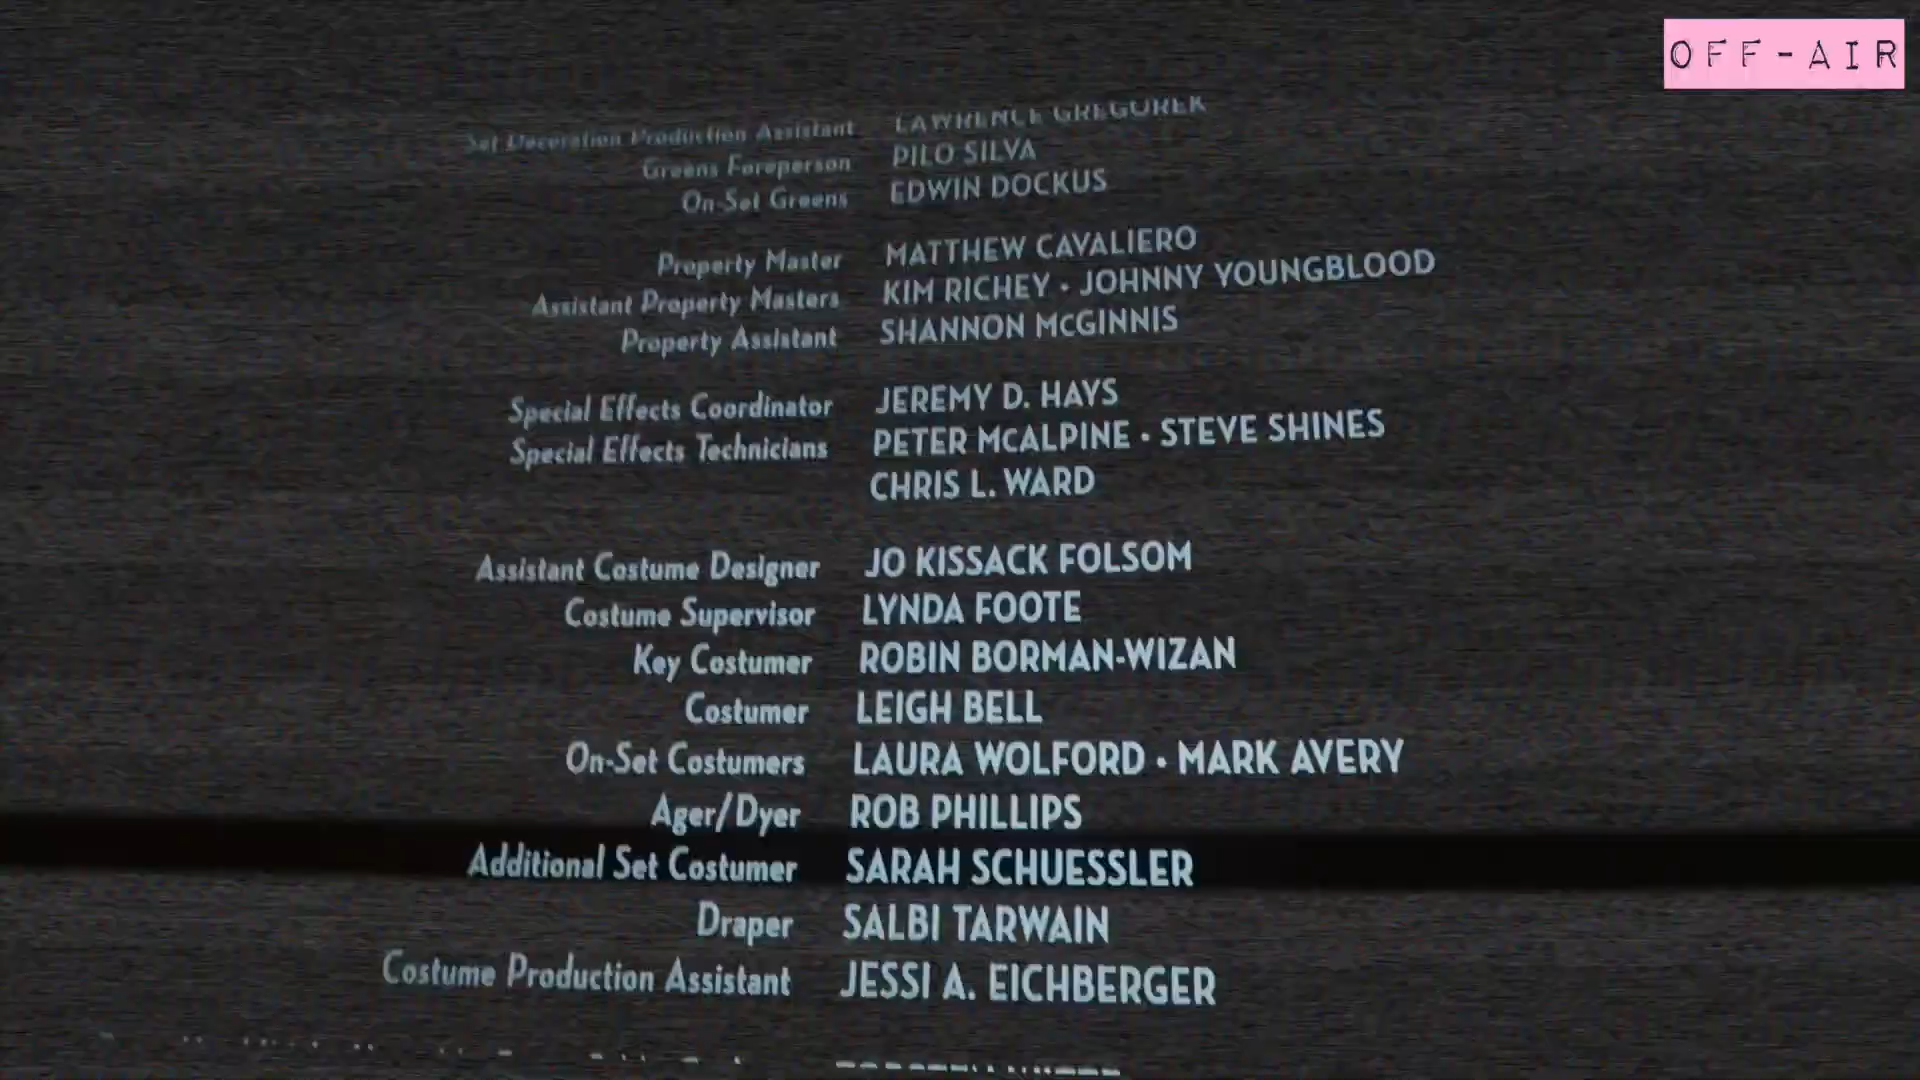 OFF-AIR
Set Decoration Production Assistant LAWRENCE GREGOREK
Greens Foreperson PILO SILVA
On-Set Greens EDWIN DOCKUS
Property Master MATTHEW CAVALIERO
Assistant Property Masters KIM RICHEY • JOHNNY YOUNGBLOOD
Property Assistant SHANNON McGINNIS
Special Effects Coordinator JEREMY D. HAYS
Special Effects Technicians PETER McALPINE • STEVE SHINES
CHRIS L. WARD
Assistant Costume Designer JO KISSACK FOLSOM
Costume Supervisor LYNDA FOOTE
Key Costumer ROBIN BORMAN-WIZAN
Costumer LEIGH BELL
On-Set Costumers LAURA WOLFORD • MARK AVERY
Ager/Dyer ROB PHILLIPS
Additional Set Costumer SARAH SCHUESSLER
Draper SALBI TARWAIN
Costume Production Assistant JESSI A. EICHBERGER